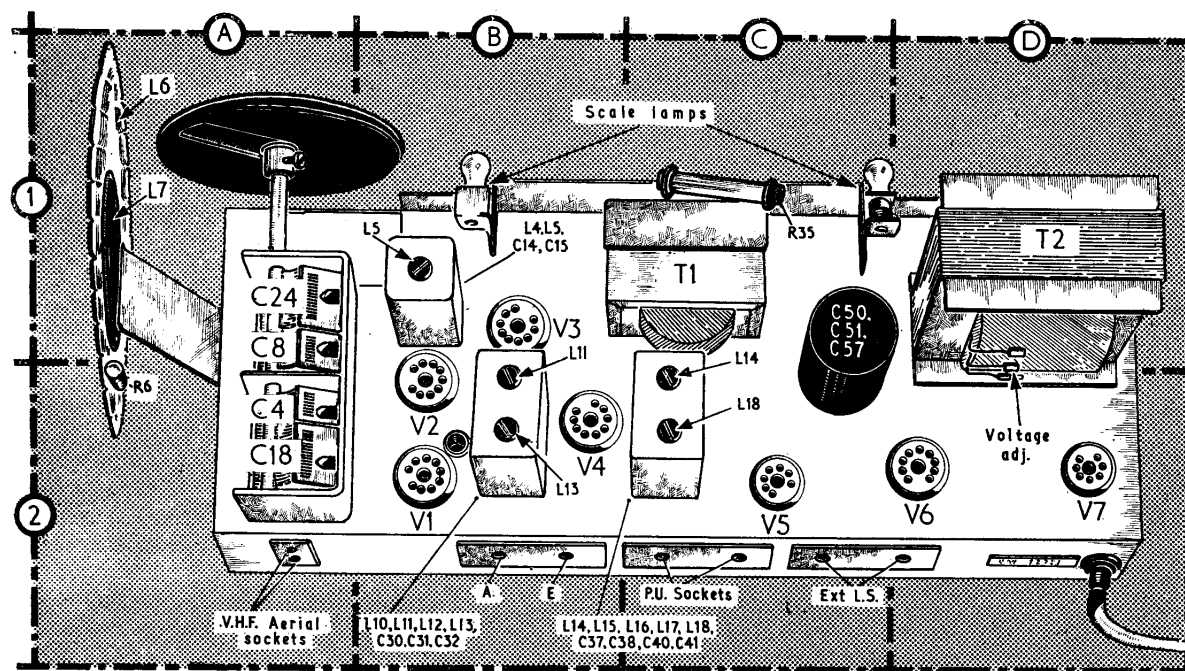 A
B
C
D
1
2
L6
L7
Scale lamps
L5
L4,L5,
C14, C15
R35
T2
T1
C24
C8
C4
C18
R6
V3
L11
V2
L13
V4
V1
L14
L18
C50,
C51,
C57
Voltage
adj.
V5
V6
V7
V.H.F. Aerial
sockets
A.
E
P.U. Sockets
Ext L.S.
L10,L11,L12,L13,
C30,C31,C32
L14, L15, L16, L17, L18,
C37, C38, C40, C41